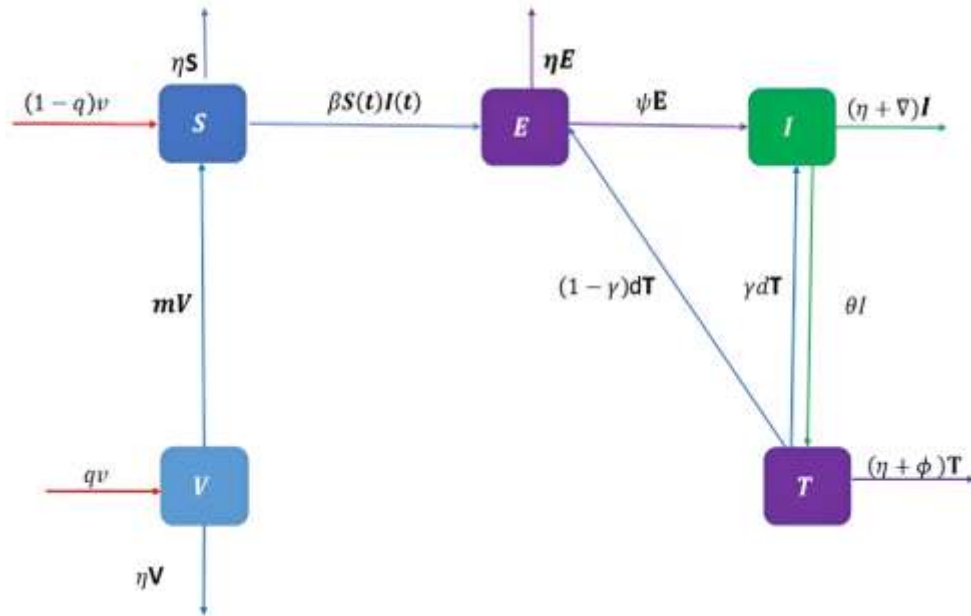 ηS
ηE
(1 − q)ν
S
βS(t)I(t)
E
ψE
I
(η + ∇)I
mV
(1 − γ)dT
γdT
θI
qν
V
T
(η + ϕ)T
ηV